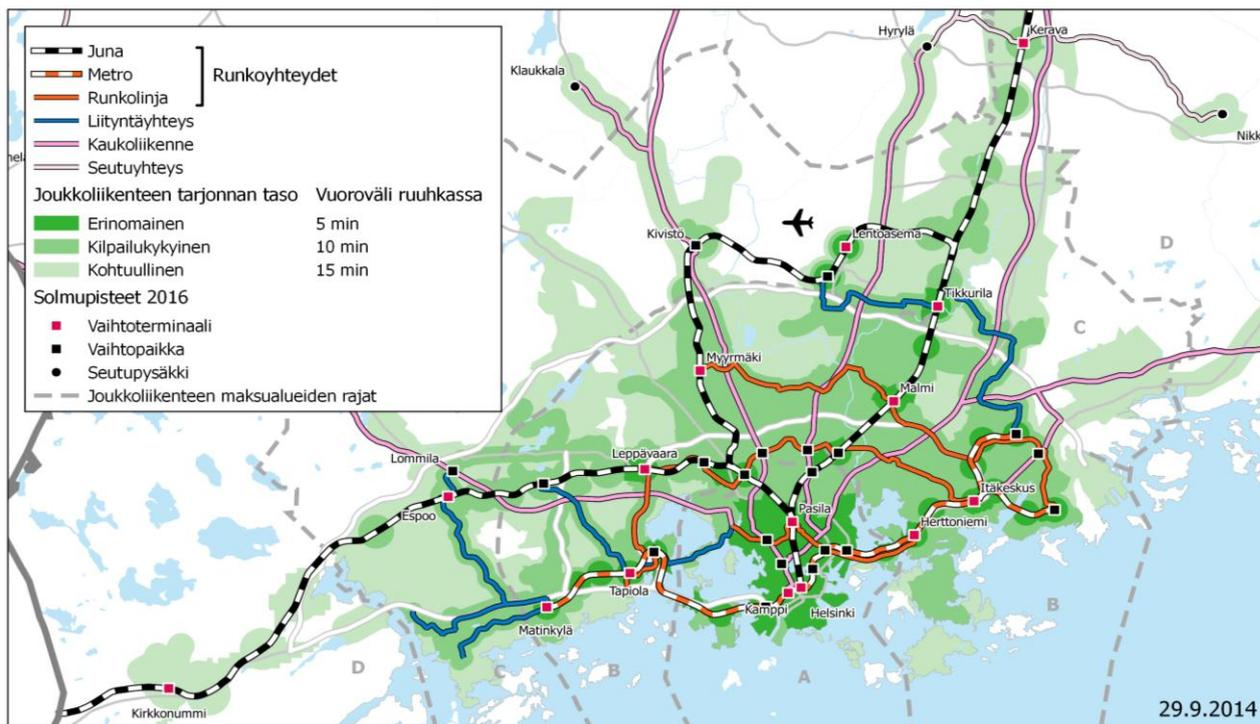 Juna
Metro
Runkolinja
Runkoyhteydet
Liityntäyhteys
Kaukoliikenne
Seutuyhteys
Joukkoliikenteen tarjonnan taso Vuoroväli ruuhkassa
Erinomainen 5 min
Kilpailukykyinen 10 min
Kohtuullinen 15 min
Solmupisteet 2016
Vaihtoterminaali
Vaihtopaikka
Seutupysäkki
Joukkoliikenteen maksualueiden rajat
Hyrylä
Kerava
Klaukkala
Nikk
Kivistö
Lentoasema
D
Tikkurila
C
Myyrmäki
Malmi
Leppävaara
Lommila
Itäkeskus
Espoo
Pasila
Herttoniemi
Tapiola
Kamppi
Helsinki
B
Matinkylä
D
C
B
A
Kirkkonummi
29.9.2014